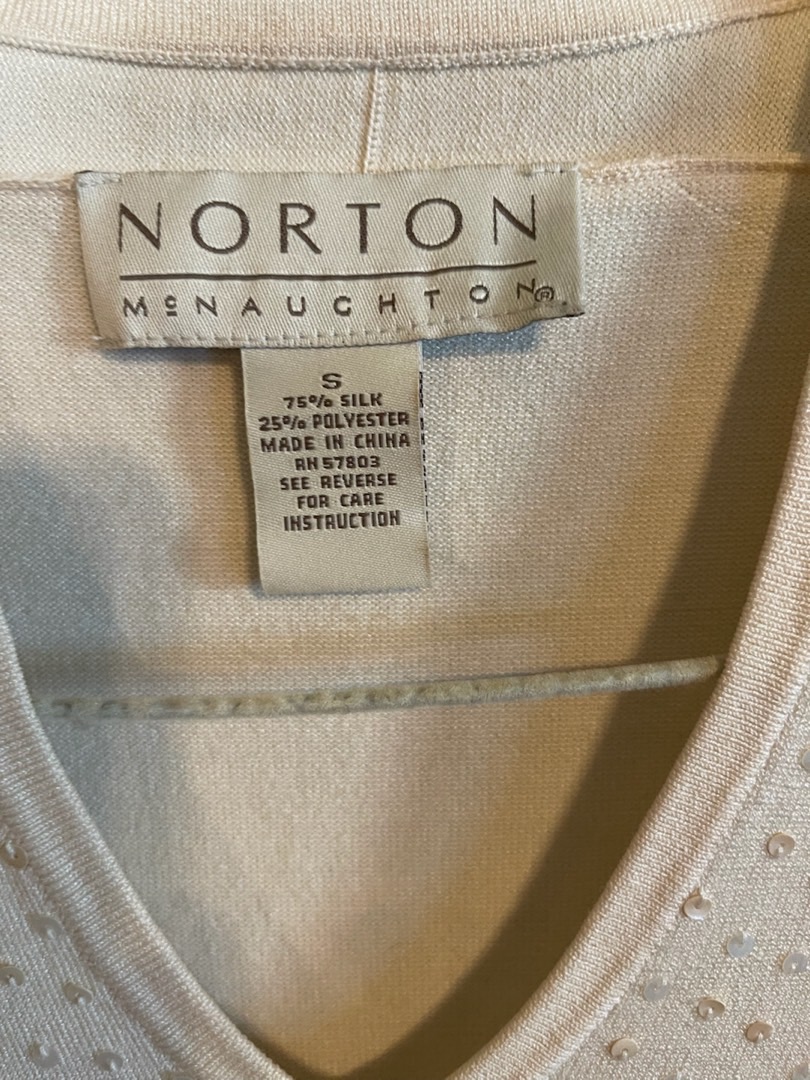 NORTON
McNAUGHTON®
S
75% SILK
25% POLYESTER
MADE IN CHINA
RN 57803
SEE REVERSE
FOR CARE
INSTRUCTION